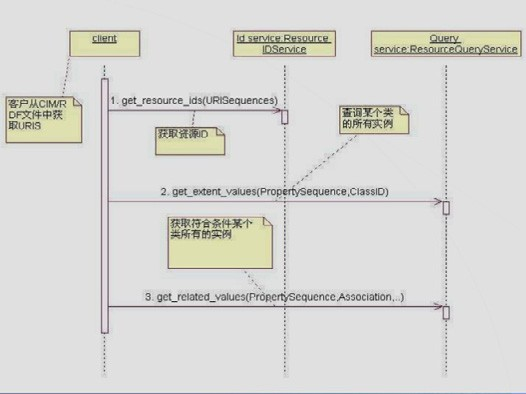 client
Id service:Resource
IDService
Query
service:ResourceQueryService
客户从CIM/R
DF文件中获
取URIS
1. get_resource_ids(URISequences)
获取资源ID
查询某个类
的所有实例
2. get_extent_values(PropertySequence,ClassID)
获取符合条件某个
类所有的实例
3. get_related_values(PropertySequence,Association,..)